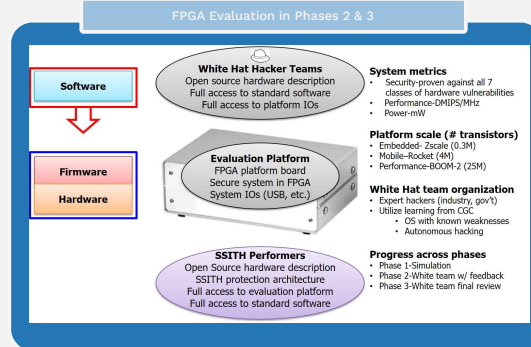 FPGA Evaluation in Phases 2 & 3
Software
Firmware
Hardware
White Hat Hacker Teams
Open source hardware description
Full access to standard software
Full access to platform IOs
Evaluation Platform
FPGA platform board
Secure system in FPGA
System IOs (USB, etc.)
SSITH Performers
Open Source hardware description
SSITH protection architecture
Full access to evaluation platform
Full access to standard software
System metrics
• Security-proven against all 7
classes of hardware vulnerabilities
• Performance-DMIPS/MHz
• Power-mW
Platform scale (# transistors)
• Embedded- Zscale (0.3M)
• Mobile–Rocket (4M)
• Performance-BOOM-2 (25M)
White Hat team organization
• Expert hackers (industry, gov't)
• Utilize learning from CGC
• OS with known weaknesses
• Autonomous hacking
Progress across phases
• Phase 1-Simulation
• Phase 2-White team w/ feedback
• Phase 3-White team final review